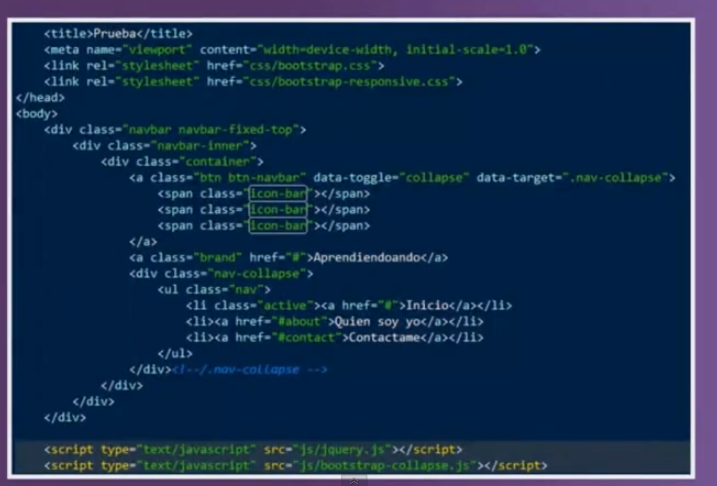 <title>Prueba</title>
<meta name="viewport" content="width=device-width, initial-scale=1.0">
<link rel="stylesheet" href="css/bootstrap.css">
<link rel="stylesheet" href="css/bootstrap-responsive.css">
</head>
<body>
<div class="navbar navbar-fixed-top">
<div class="navbar-inner">
<div class="container">
<a class="btn btn-navbar" data-toggle="collapse" data-target=".nav-collapse">
<span class="icon-bar"></span>
<span class="icon-bar"></span>
<span class="icon-bar"></span>
</a>
<a class="brand" href="#">Aprendiendoando</a>
<div class="nav-collapse">
<ul class="nav">
<li class="active"><a href="#">Inicio</a></li>
<li><a href="#about">Quien soy yo</a></li>
<li><a href="#contact">Contactame</a></li>
</ul>
</div><!--/.nav-collapse -->
</div>
</div>
</div>
<script type="text/javascript" src="js/jquery.js"></script>
<script type="text/javascript" src="js/bootstrap-collapse.js"></script>